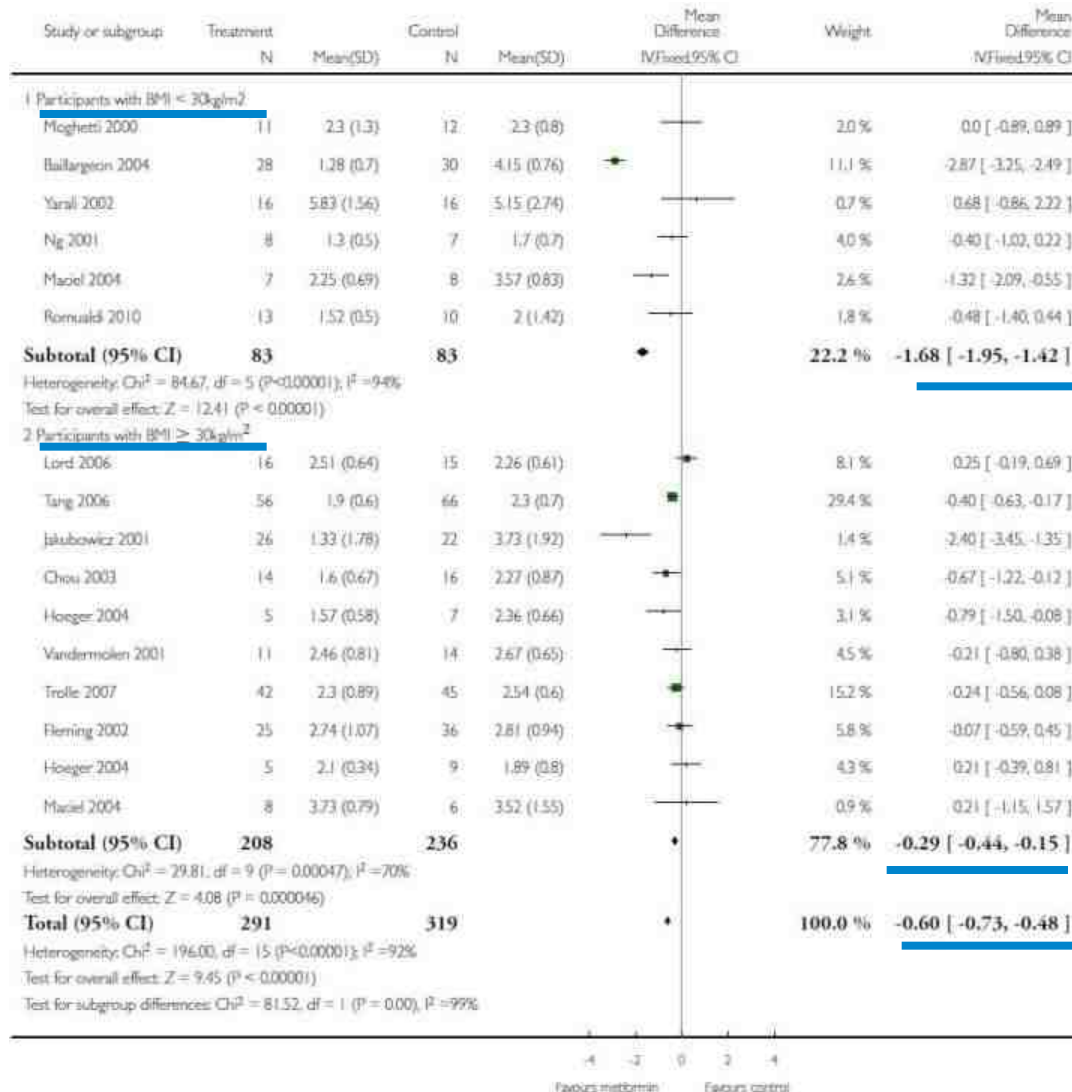 Study or subgroup Treatment Control Mean Difference Weight Mean Difference
N Mean(SD) N Mean(SD) IV,Fixed,95% CI IV,Fixed,95% CI
1 Participants with BMI < 30kg/m2
Moghetti 2000 11 2.3 (1.3) 12 2.3 (0.8) 2.0 % 0.0 [ -0.89, 0.89 ]
Baillargeon 2004 28 1.28 (0.7) 30 4.15 (0.76) 11.1 % -2.87 [ -3.25, -2.49 ]
Yarali 2002 16 5.83 (1.56) 16 5.15 (2.74) 0.7 % 0.68 [ -0.86, 2.22 ]
Ng 2001 8 1.3 (0.5) 7 1.7 (0.7) 4.0 % -0.40 [ -1.02, 0.22 ]
Maciel 2004 7 2.25 (0.69) 8 3.57 (0.83) 2.6 % -1.32 [ -2.09, -0.55 ]
Romualdi 2010 13 1.52 (0.5) 10 2 (1.42) 1.8 % -0.48 [ -1.40, 0.44 ]
Subtotal (95% CI) 83 83 22.2 % -1.68 [ -1.95, -1.42 ]
Heterogeneity: Chi² = 84.67, df = 5 (P<0.00001); I² =94%
Test for overall effect: Z = 12.41 (P < 0.00001)
2 Participants with BMI ≥ 30kg/m²
Lord 2006 16 2.51 (0.64) 15 2.26 (0.61) 8.1 % 0.25 [ -0.19, 0.69 ]
Tang 2006 56 1.9 (0.6) 66 2.3 (0.7) 29.4 % -0.40 [ -0.63, -0.17 ]
Jakubowicz 2001 26 1.33 (1.78) 22 3.73 (1.92) 1.4 % -2.40 [ -3.45, -1.35 ]
Chou 2003 14 1.6 (0.67) 16 2.27 (0.87) 5.1 % -0.67 [ -1.22, -0.12 ]
Hoeger 2004 5 1.57 (0.58) 7 2.36 (0.66) 3.1 % -0.79 [ -1.50, -0.08 ]
Vandermolen 2001 11 2.46 (0.81) 14 2.67 (0.65) 4.5 % -0.21 [ -0.80, 0.38 ]
Trolle 2007 42 2.3 (0.89) 45 2.54 (0.6) 15.2 % -0.24 [ -0.56, 0.08 ]
Fleming 2002 25 2.74 (1.07) 36 2.81 (0.94) 5.8 % -0.07 [ -0.59, 0.45 ]
Hoeger 2004 5 2.1 (0.34) 9 1.89 (0.8) 4.3 % 0.21 [ -0.39, 0.81 ]
Maciel 2004 8 3.73 (0.79) 6 3.52 (1.55) 0.9 % 0.21 [ -1.15, 1.57 ]
Subtotal (95% CI) 208 236 77.8 % -0.29 [ -0.44, -0.15 ]
Heterogeneity: Chi² = 29.81, df = 9 (P = 0.00047); I² =70%
Test for overall effect: Z = 4.08 (P = 0.000046)
Total (95% CI) 291 319 100.0 % -0.60 [ -0.73, -0.48 ]
Heterogeneity: Chi² = 196.00, df = 15 (P<0.00001); I² =92%
Test for overall effect: Z = 9.45 (P < 0.00001)
Test for subgroup differences: Chi² = 81.52, df = 1 (P = 0.00), I² =99%
-4 -2 0 2 4
Favours metformin Favours control